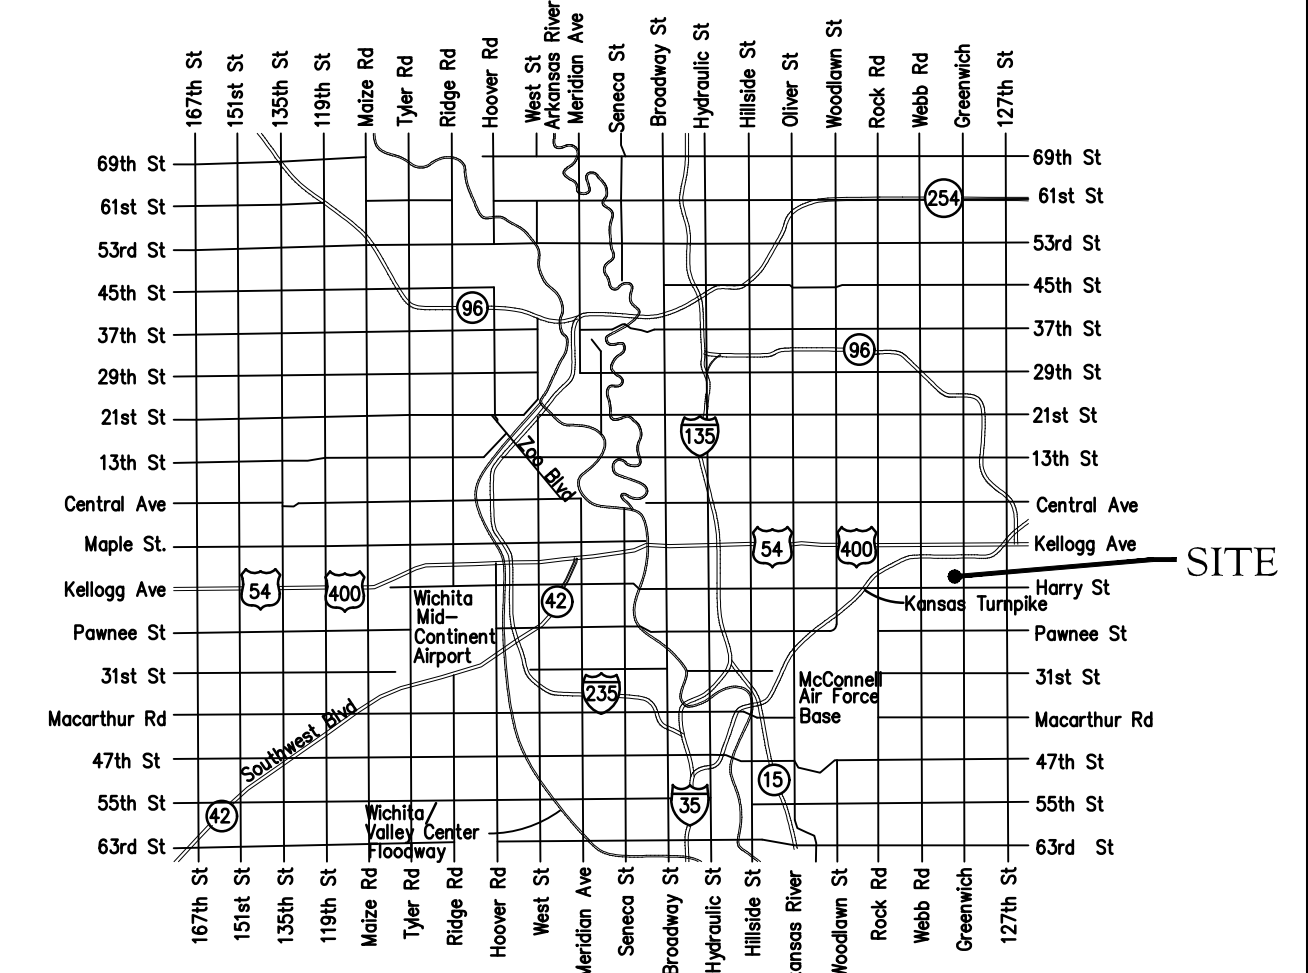 167th St
151st St
135th St
119th St
Maize Rd
Tyler Rd
Ridge Rd
Hoover Rd
West St
Arkansas River
Meridian Ave
Seneca St
Broadway St
Hydraulic St
Hillside St
Oliver St
Woodlawn St
Rock Rd
Webb Rd
Greenwich
127th St
69th St
69th St
61st St
254
61st St
53rd St
53rd St
45th St
45th St
96
37th St
37th St
96
29th St
29th St
21st St
21st St
135
13th St
13th St
Zoo Blvd
Central Ave
Central Ave
Maple St.
54
400
Kellogg Ave
SITE
Kellogg Ave
54
400
Harry St
Wichita
Mid-
Continent
Airport
42
Kansas Turnpike
Pawnee St
Pawnee St
31st St
31st St
235
McConnell
Air Force
Base
Macarthur Rd
Macarthur Rd
Southwest Blvd
47th St
47th St
15
55th St
55th St
42
35
Wichita/
Valley Center
Floodway
63rd St
63rd St
167th St
151st St
135th St
119th St
Maize Rd
Tyler Rd
Ridge Rd
Hoover Rd
West St
Meridian Ave
Seneca St
Broadway St
Hydraulic St
Hillside St
kansas River
Woodlawn St
Rock Rd
Webb Rd
Greenwich
127th St